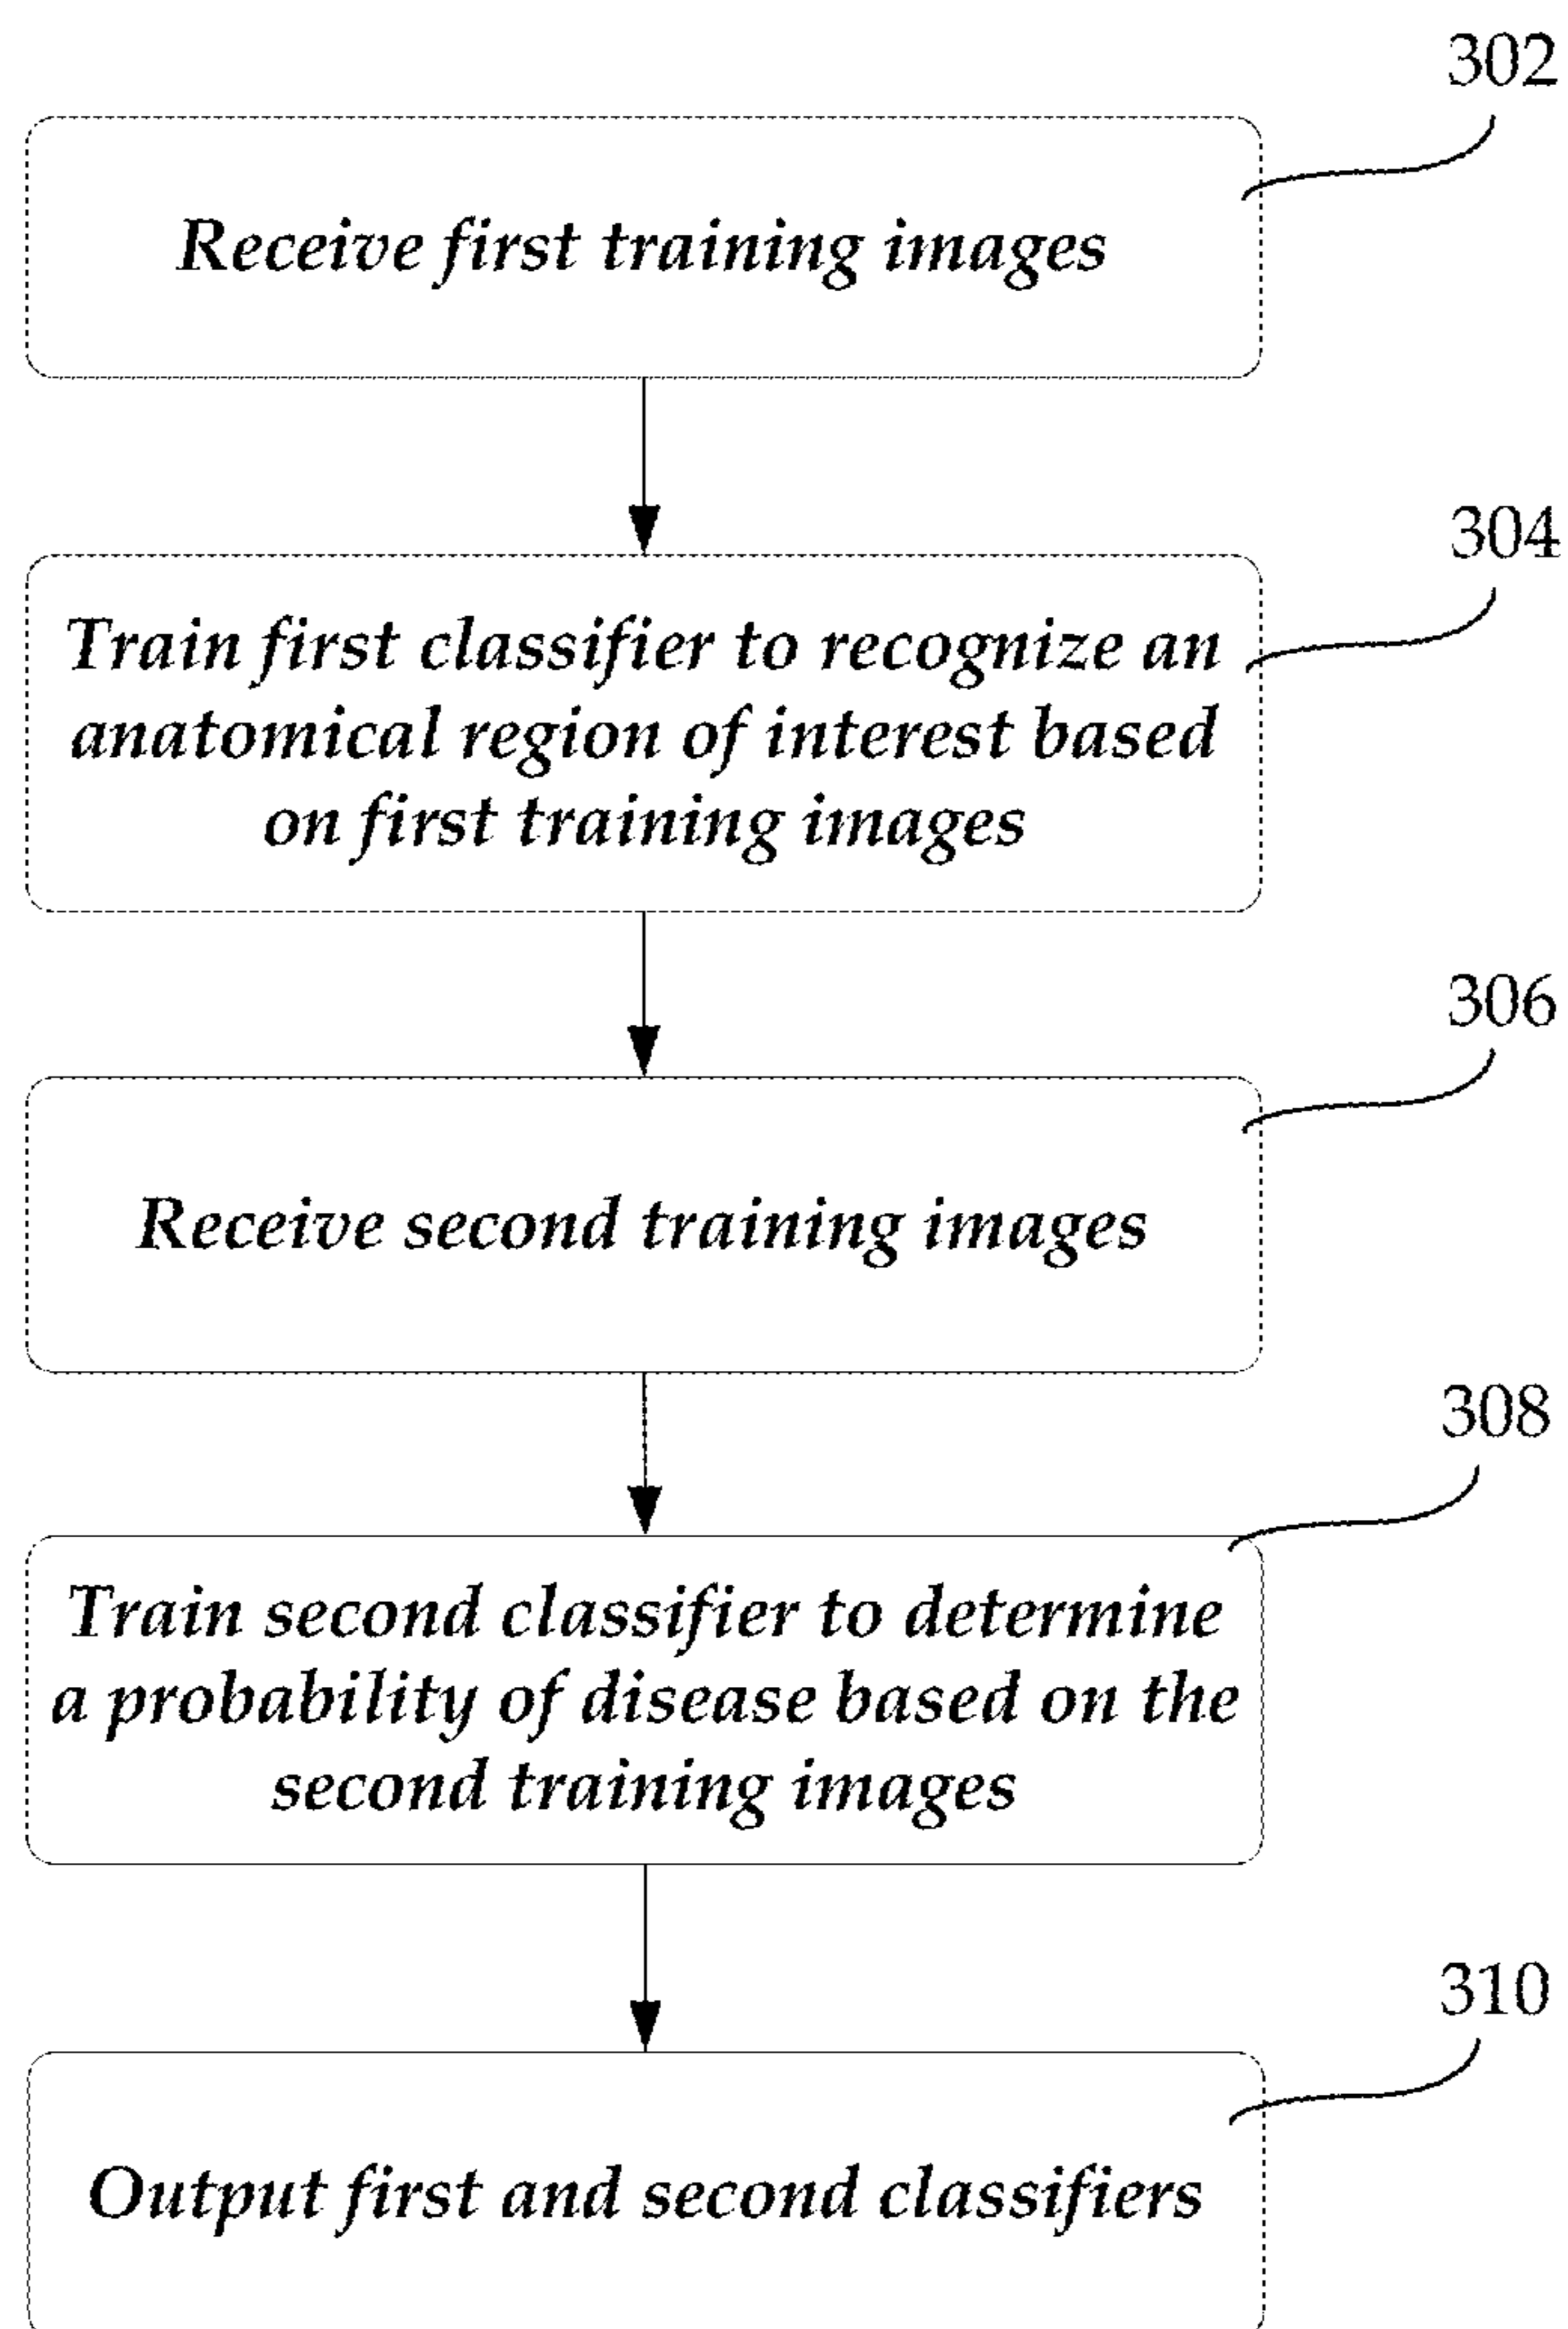 302
Receive first training images
304
Train first classifier to recognize an
anatomical region of interest based
on first training images
306
Receive second training images
308
Train second classifier to determine
a probability of disease based on the
second training images
310
Output first and second classifiers